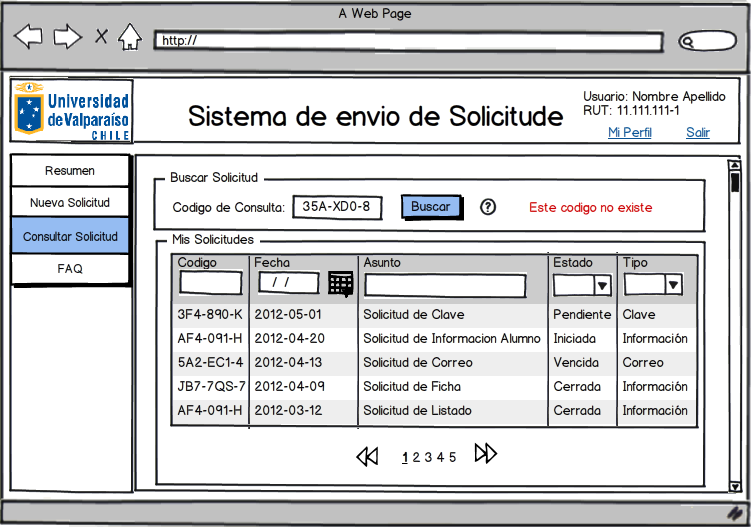 A Web Page
http://
Universidad
de Valparaíso
CHILE
Sistema de envio de Solicitude
Usuario: Nombre Apellido
RUT: 11.111.111-1
Mi Perfil Salir
Resumen
Nueva Solicitud
Consultar Solicitud
FAQ
Buscar Solicitud
Codigo de Consulta: 35A-XD0-8 Buscar ? Este codigo no existe
Mis Solicitudes
Codigo Fecha Asunto Estado Tipo
/ /
3F4-890-K 2012-05-01 Solicitud de Clave Pendiente Clave
AF4-091-H 2012-04-20 Solicitud de Informacion Alumno Iniciada Información
5A2-EC1-4 2012-04-13 Solicitud de Correo Vencida Correo
JB7-7QS-7 2012-04-09 Solicitud de Ficha Cerrada Información
AF4-091-H 2012-03-12 Solicitud de Listado Cerrada Información
1 2 3 4 5